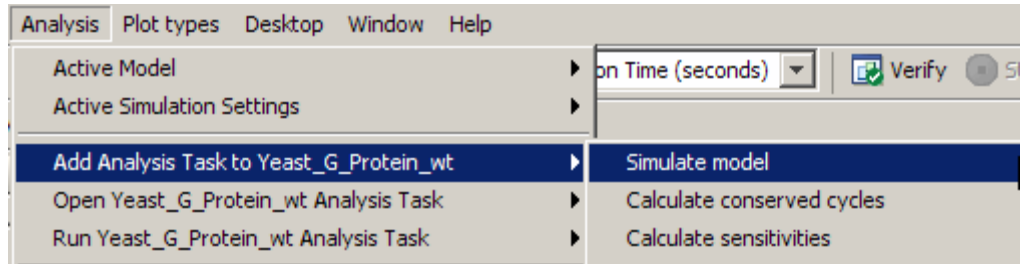 Analysis Plot types Desktop Window Help
Active Model on Time (seconds) Verify
Active Simulation Settings
Add Analysis Task to Yeast_G_Protein_wt Simulate model
Open Yeast_G_Protein_wt Analysis Task Calculate conserved cycles
Run Yeast_G_Protein_wt Analysis Task Calculate sensitivities